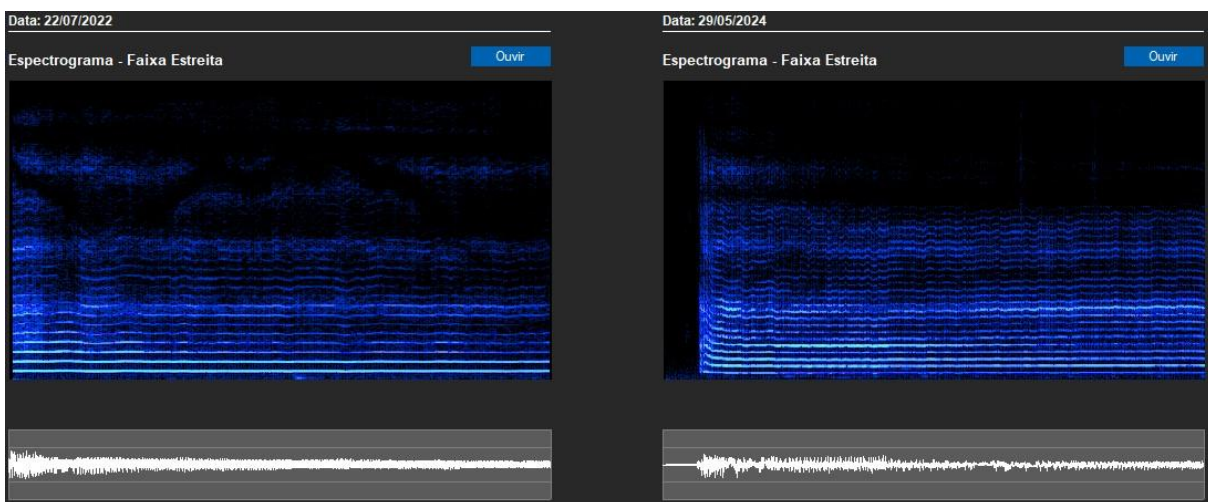 Data: 22/07/2022
Espectrograma - Faixa Estreita
Ouvir
Data: 29/05/2024
Espectrograma - Faixa Estreita
Ouvir